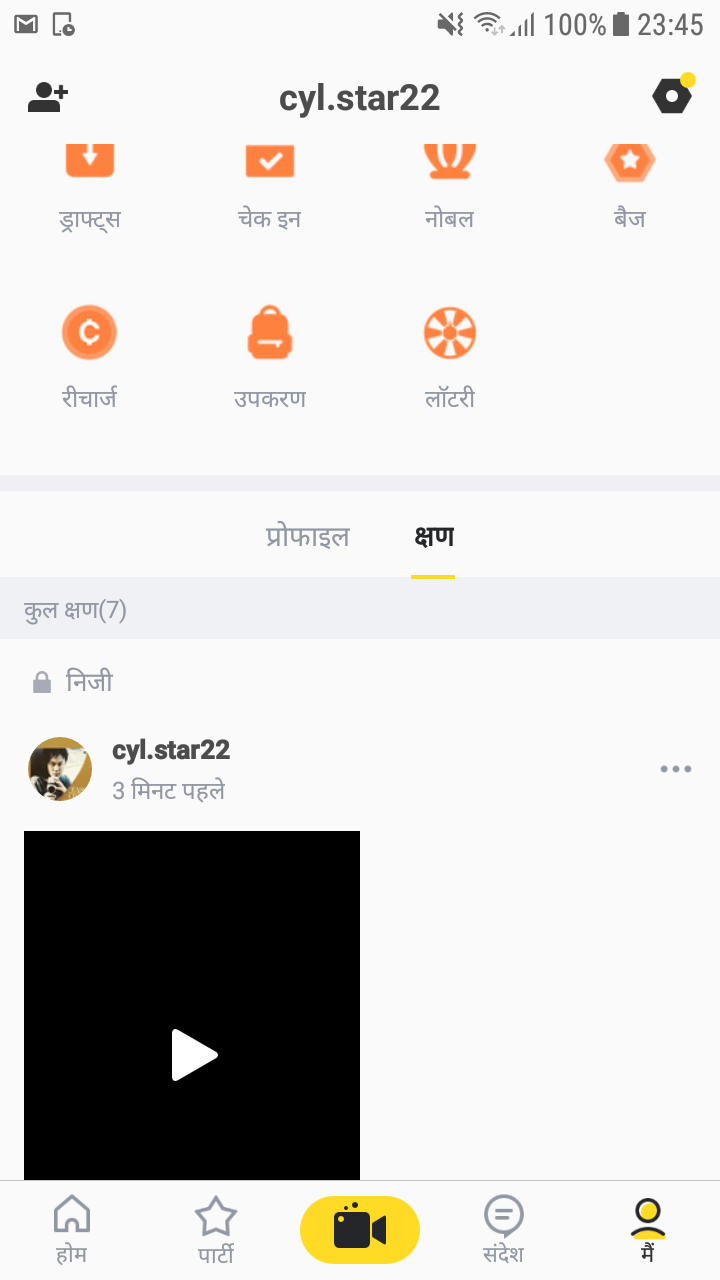 100% 23:45
cyl.star22
ड्राफ्ट्स चेक इन नोबल बैज
रीचार्ज उपकरण लॉटरी
प्रोफाइल क्षण
कुल क्षण(7)
निजी
cyl.star22
3 मिनट पहले
होम पार्टी संदेश मैं